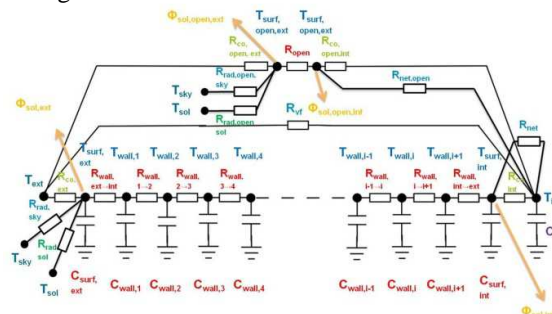 Φsol,open,ext
Tsurf, open,ext
Tsurf, open,ext
Rco, open, ext
Ropen
Rco, open,int
Rrad,open, sky
Rnet,open
Tsky
Tsol
Rrad,open sol
Φsol,open,int
Φsol,ext
Rvf
Rnet
Tsurf, ext
Twall,1
Twall,2
Twall,3
Twall,4
Twall,i-1
Twall,i
Twall,i+1
Tsurf, int
Text
Rco, ext
Rwall, ext→int
Rwall, 1→2
Rwall, 2→3
Rwall, 3→4
Rwall, i-1→i
Rwall, i→i+1
Rwall, int→ext
int
Rrad, sky
Rrad sol
Tsky
Tsol
Csurf, ext
Cwall,1
Cwall,2
Cwall,3
Cwall,4
Cwall,i-1
Cwall,i
Cwall,i+1
Csurf, int